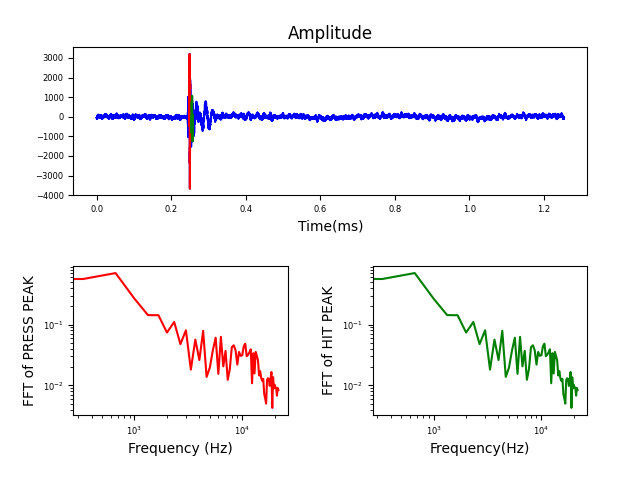 Amplitude
3000
2000
1000
0
−1000
−2000
−3000
−4000
0.0 0.2 0.4 0.6 0.8 1.0 1.2
Time(ms)
FFT of PRESS PEAK
10⁻¹
10⁻²
10³ 10⁴
Frequency (Hz)
FFT of HIT PEAK
10⁻¹
10⁻²
10³ 10⁴
Frequency(Hz)